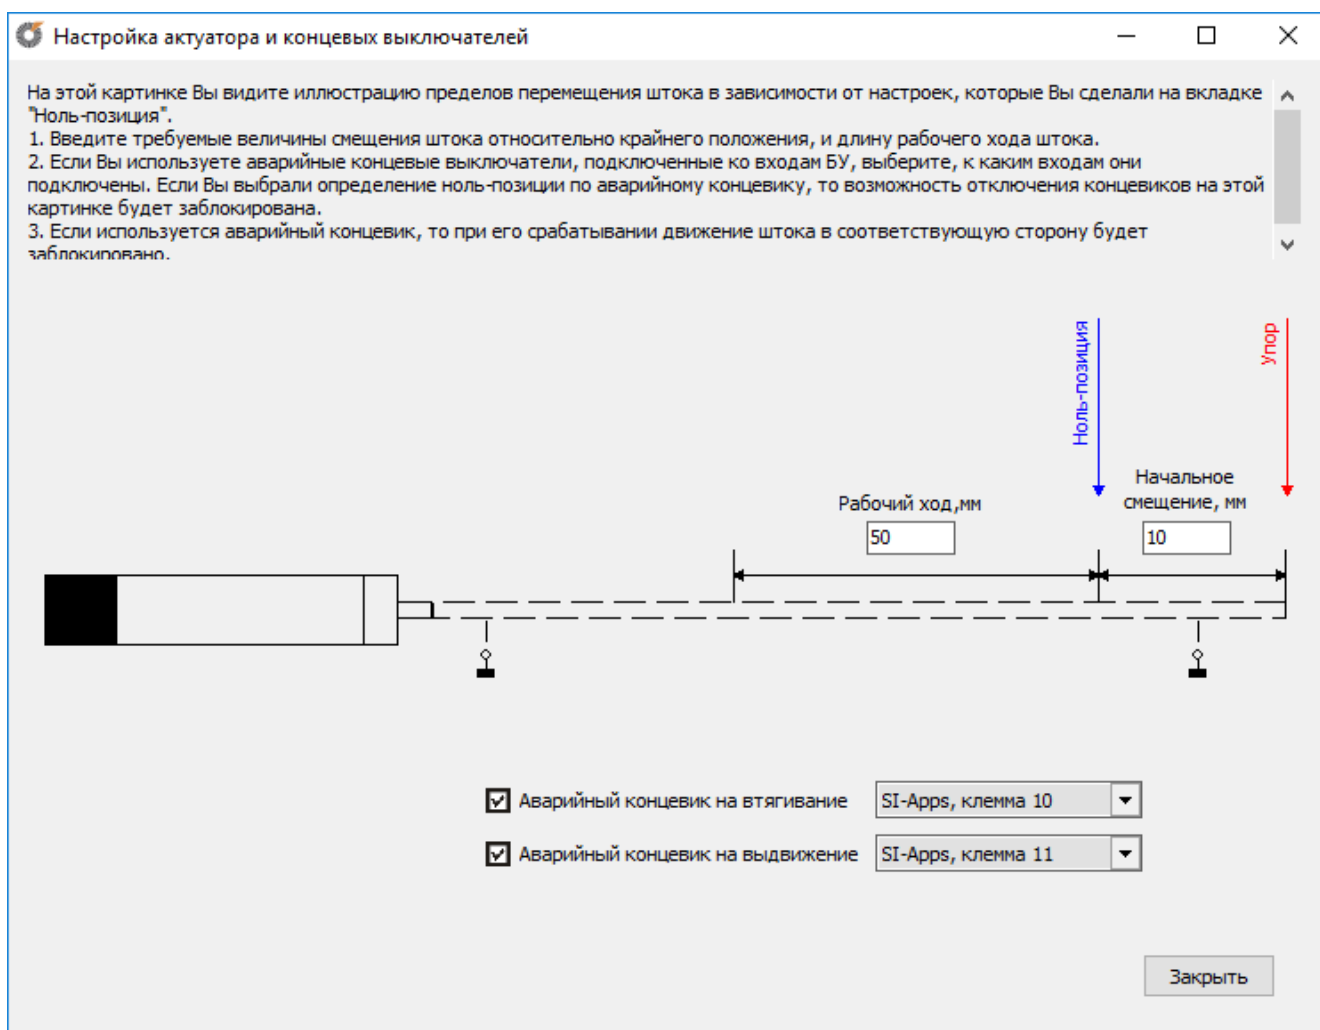 Настройка актуатора и концевых выключателей
На этой картинке Вы видите иллюстрацию пределов перемещения штока в зависимости от настроек, которые Вы сделали на вкладке
"Ноль-позиция".
1. Введите требуемые величины смещения штока относительно крайнего положения, и длину рабочего хода штока.
2. Если Вы используете аварийные концевые выключатели, подключенные ко входам БУ, выберите, к каким входам они
подключены. Если Вы выбрали определение ноль-позиции по аварийному концевику, то возможность отключения концевиков на этой
картинке будет заблокирована.
3. Если используется аварийный концевик, то при его срабатывании движение штока в соответствующую сторону будет
заблокировано.
Ноль-позиция
Упор
Рабочий ход,мм
50
Начальное
смещение, мм
10
Аварийный концевик на втягивание
SI-Apps, клемма 10
Аварийный концевик на выдвижение
SI-Apps, клемма 11
Закрыть